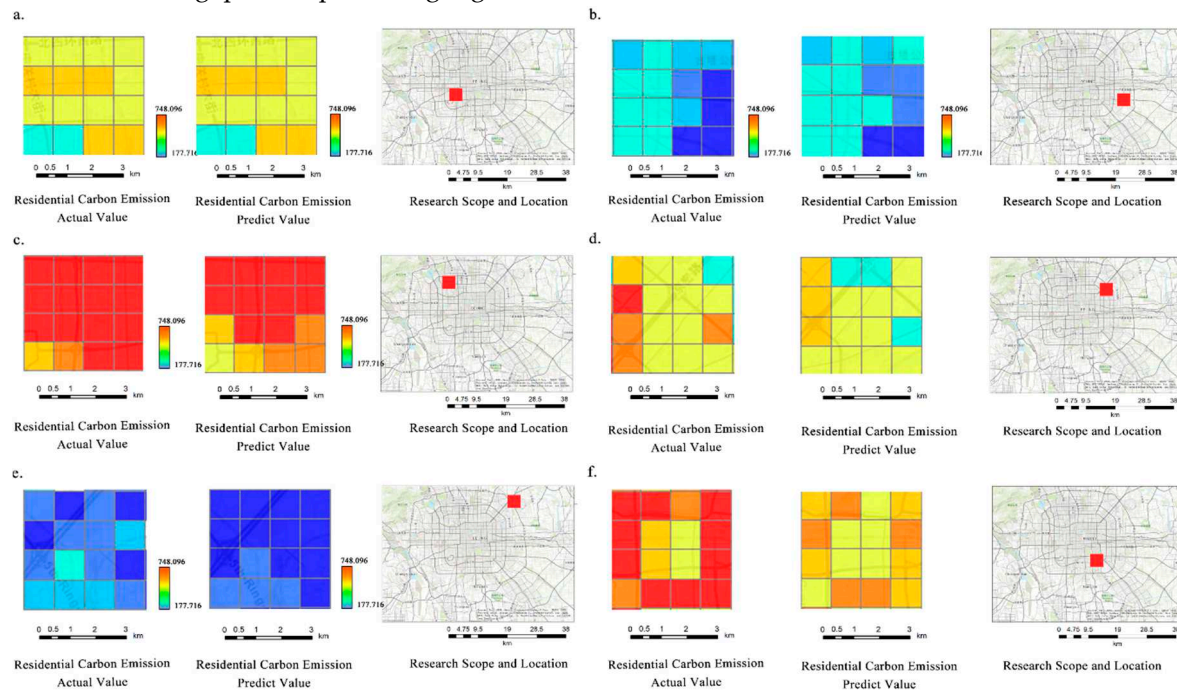 a.
b.
748.096
177.716
748.096
177.716
748.096
177.716
748.096
177.716
0 0.5 1 2 3
km
0 0.5 1 2 3
km
0 4.75 9.5 19 28.5 38
km
0 0.5 1 2 3
km
0 0.5 1 2 3
km
0 4.75 9.5 19 28.5 38
km
Residential Carbon Emission
Actual Value
Residential Carbon Emission
Predict Value
Research Scope and Location
Residential Carbon Emission
Actual Value
Residential Carbon Emission
Predict Value
Research Scope and Location
c.
d.
748.096
177.716
748.096
177.716
0 0.5 1 2 3
km
0 0.5 1 2 3
km
0 4.75 9.5 19 28.5 38
km
0 0.5 1 2 3
km
0 0.5 1 2 3
km
0 4.75 9.5 19 28.5 38
km
Residential Carbon Emission
Actual Value
Residential Carbon Emission
Predict Value
Research Scope and Location
Residential Carbon Emission
Actual Value
Residential Carbon Emission
Predict Value
Research Scope and Location
e.
f.
748.096
177.716
748.096
177.716
0 0.5 1 2 3
km
0 0.5 1 2 3
km
0 4.75 9.5 19 28.5 38
km
0 0.5 1 2 3
km
0 0.5 1 2 3
km
0 4.75 9.5 19 28.5 38
km
Residential Carbon Emission
Actual Value
Residential Carbon Emission
Predict Value
Research Scope and Location
Residential Carbon Emission
Actual Value
Residential Carbon Emission
Predict Value
Research Scope and Location